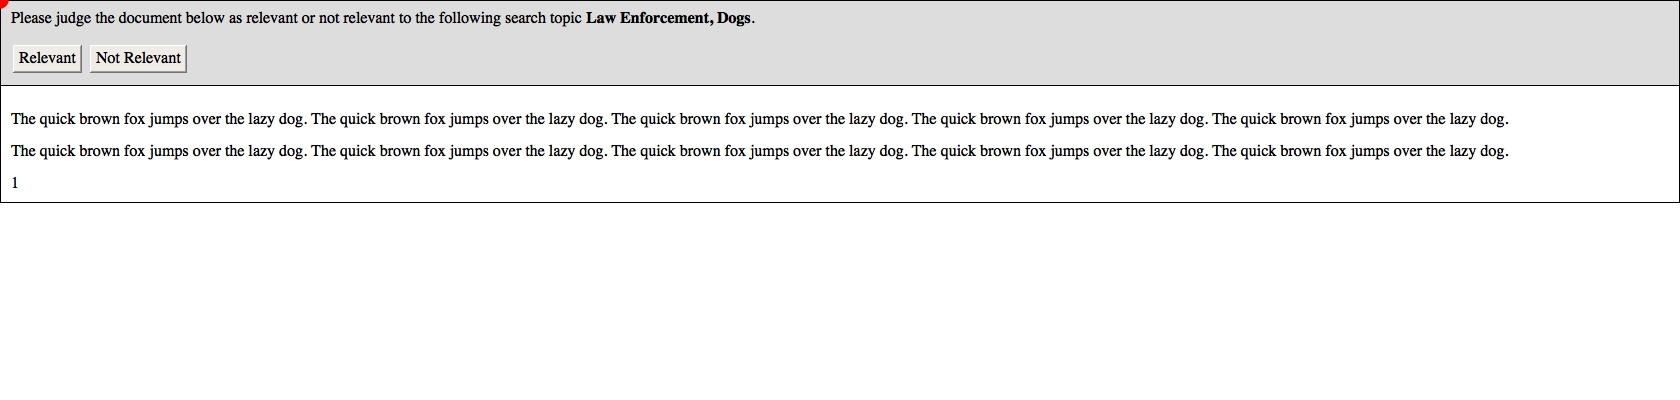 Please judge the document below as relevant or not relevant to the following search topic Law Enforcement, Dogs.
Relevant Not Relevant
The quick brown fox jumps over the lazy dog. The quick brown fox jumps over the lazy dog. The quick brown fox jumps over the lazy dog. The quick brown fox jumps over the lazy dog. The quick brown fox jumps over the lazy dog.
The quick brown fox jumps over the lazy dog. The quick brown fox jumps over the lazy dog. The quick brown fox jumps over the lazy dog. The quick brown fox jumps over the lazy dog. The quick brown fox jumps over the lazy dog.
1